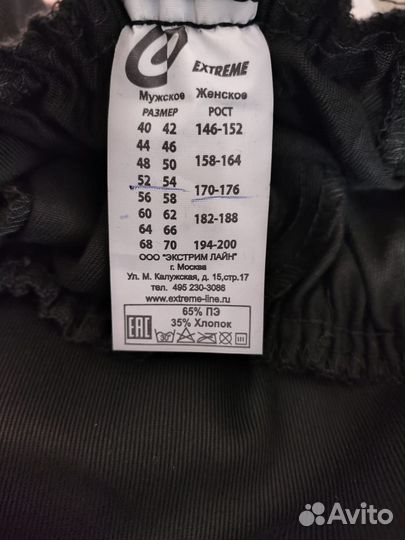 EXTREME
Мужское Женское
РАЗМЕР РОСТ
40 42 146-152
44 46
48 50 158-164
52 54
56 58 170-176
60 62 182-188
64 66
68 70 194-200
ООО "ЭКСТРИМ ЛАЙН"
г. Москва
Ул. М. Калужская, д. 15,стр.17
тел. 495 230-3086
www.extreme-line.ru
65% ПЭ
35% Хлопок
EAC 30°
Avito